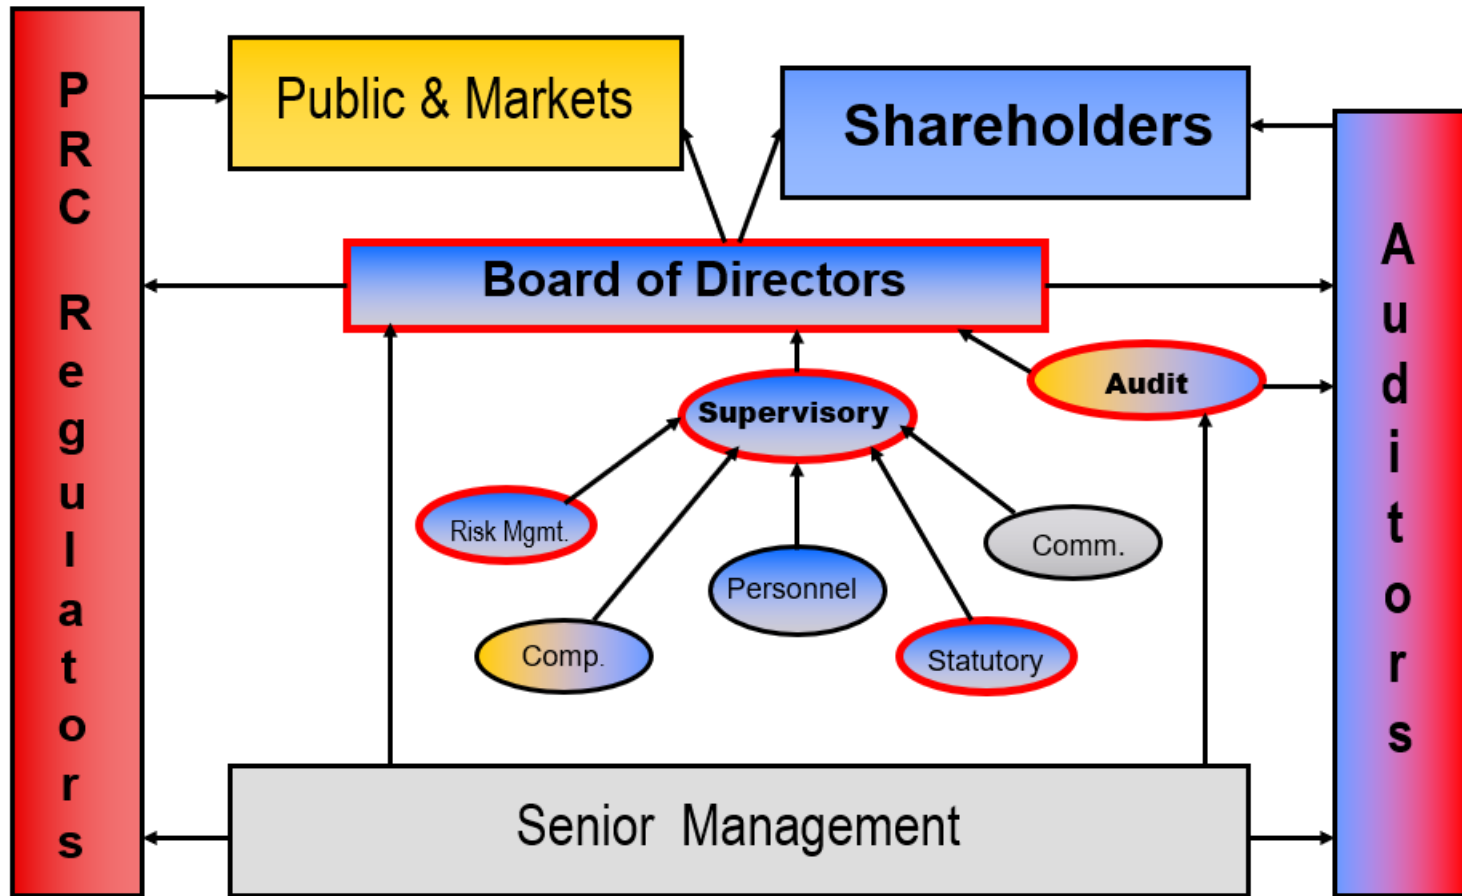 PRC Regulators
Public & Markets
Shareholders
Board of Directors
Auditors
Audit
Supervisory
Risk Mgmt.
Comm.
Personnel
Comp.
Statutory
Senior Management